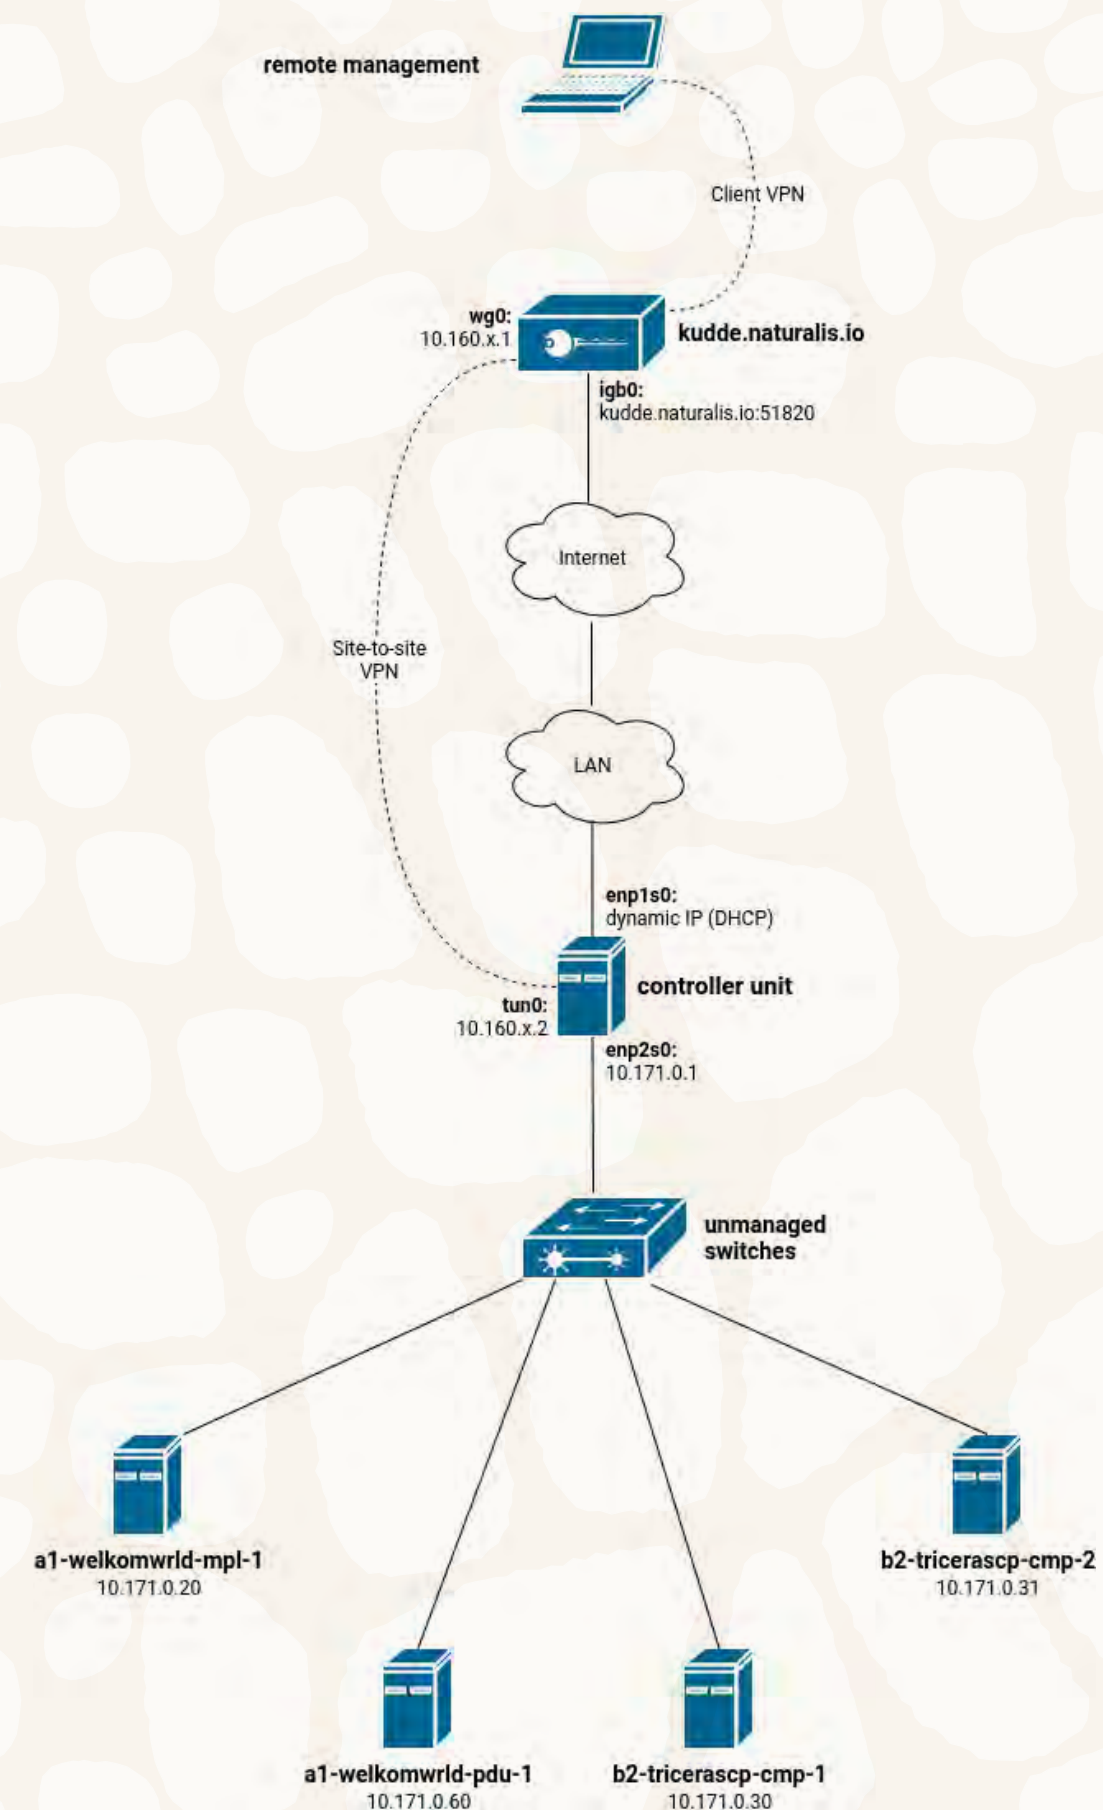 remote management
Client VPN
wg0:
10.160.x.1
kudde.naturalis.io
igb0:
kudde.naturalis.io:51820
Internet
Site-to-site
VPN
LAN
enp1s0:
dynamic IP (DHCP)
controller unit
tun0:
10.160.x.2
enp2s0:
10.171.0.1
unmanaged
switches
a1-welkomwrld-mpl-1
10.171.0.20
b2-tricerascp-cmp-2
10.171.0.31
a1-welkomwrld-pdu-1
10.171.0.60
b2-tricerascp-cmp-1
10.171.0.30